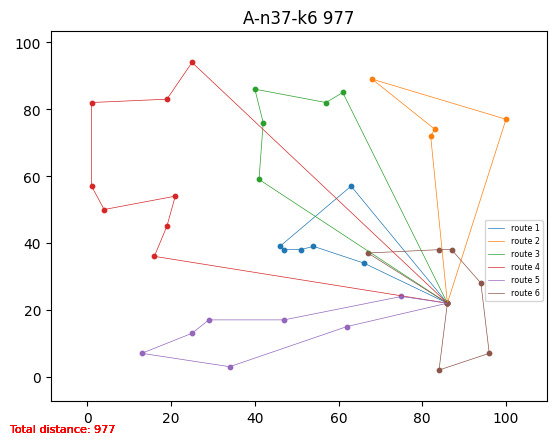 A-n37-k6 977
100
80
60
40
20
0
route 1
route 2
route 3
route 4
route 5
route 6
0 20 40 60 80 100
Total distance: 977